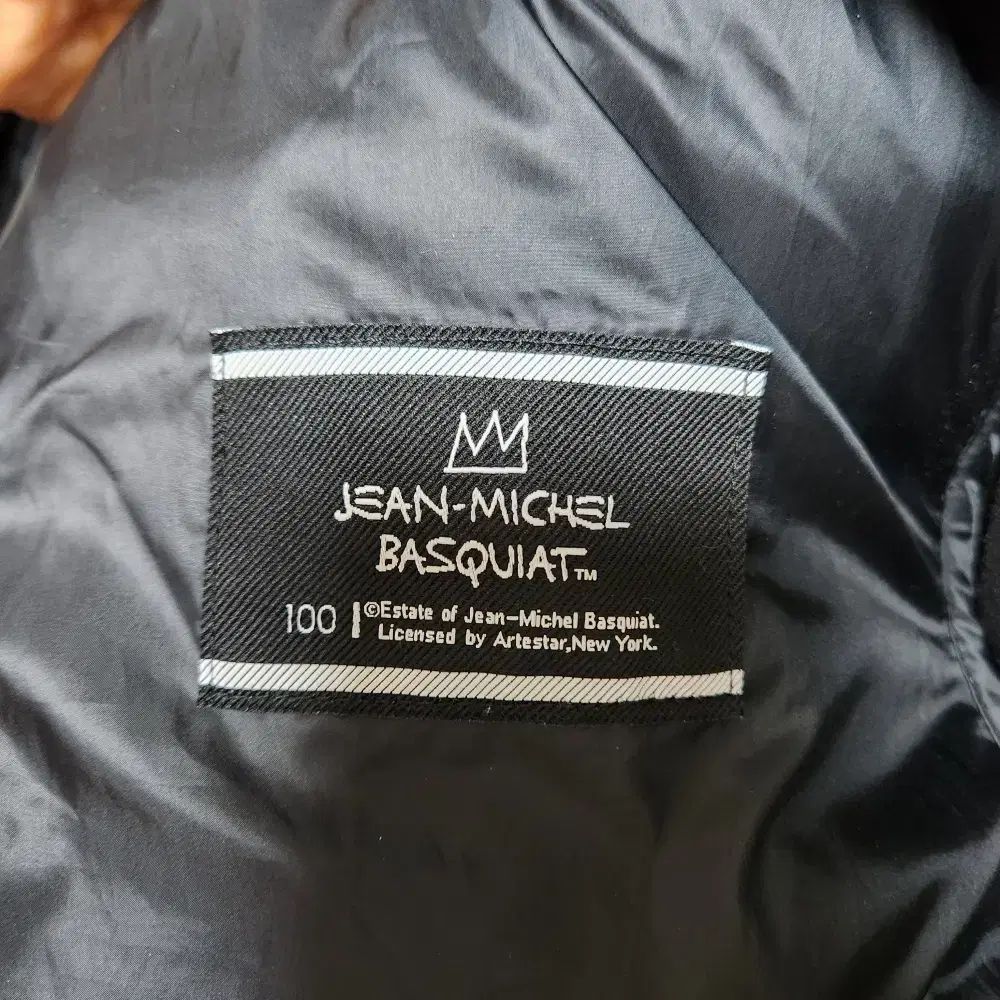 JEAN-MICHEL
BASQUIAT™
100
©Estate of Jean-Michel Basquiat.
Licensed by Artestar,New York.